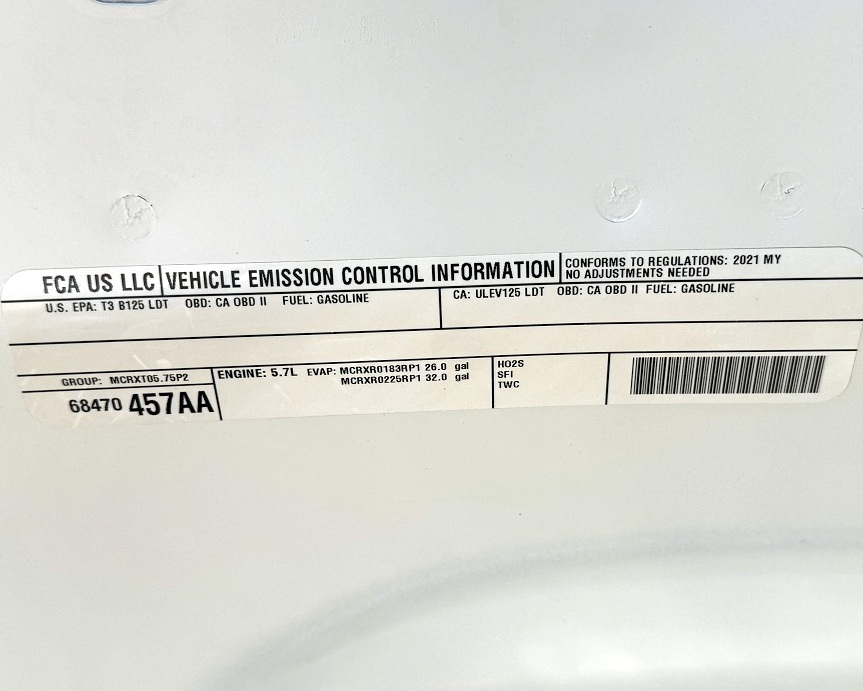 FCA US LLC VEHICLE EMISSION CONTROL INFORMATION
CONFORMS TO REGULATIONS: 2021 MY
NO ADJUSTMENTS NEEDED
U.S. EPA: T3 B125 LDT OBD: CA OBD II FUEL: GASOLINE
CA: ULEV125 LDT OBD: CA OBD II FUEL: GASOLINE
GROUP: MCRXT05.75P2
68470 457AA
ENGINE: 5.7L EVAP: MCRXR0183RP1 26.0 gal
MCRXR0225RP1 32.0 gal
HO2S
SFI
TWC